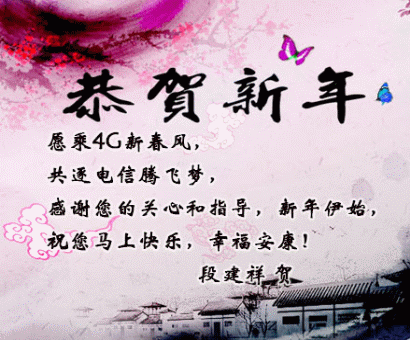 恭贺新年
愿乘4G新春风，
共逐电信腾飞梦，
感谢您的关心和指导，新年伊始，
祝您马上快乐，幸福安康！
段建祥 贺